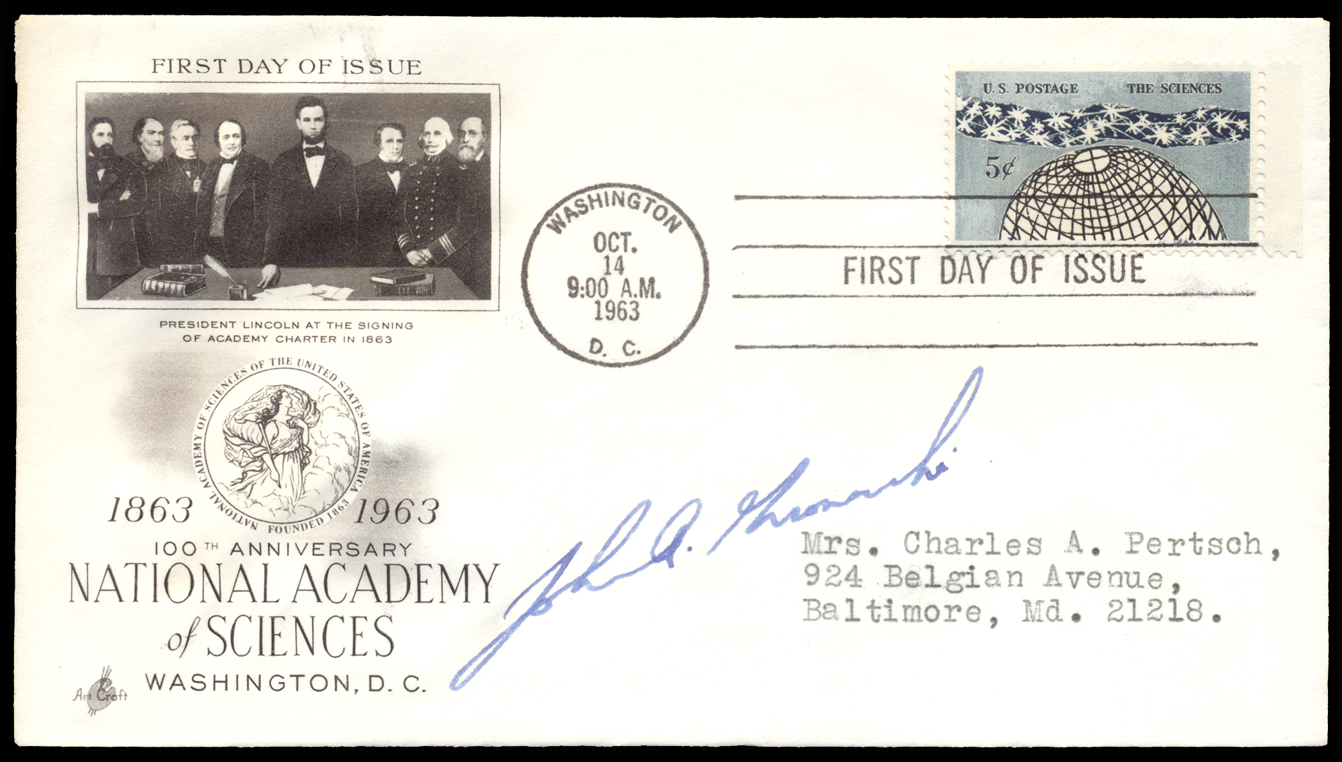 FIRST DAY OF ISSUE
PRESIDENT LINCOLN AT THE SIGNING
OF ACADEMY CHARTER IN 1863
NATIONAL ACADEMY OF SCIENCES OF THE UNITED STATES OF AMERICA
FOUNDED 1863
1863 1963
100TH ANNIVERSARY
NATIONAL ACADEMY
of SCIENCES
WASHINGTON, D. C.
Art Craft
WASHINGTON
OCT.
14
9:00 A.M.
1963
D. C.
U.S. POSTAGE THE SCIENCES
5¢
FIRST DAY OF ISSUE
John A. Gronouski
Mrs. Charles A. Pertsch,
924 Belgian Avenue,
Baltimore, Md. 21218.